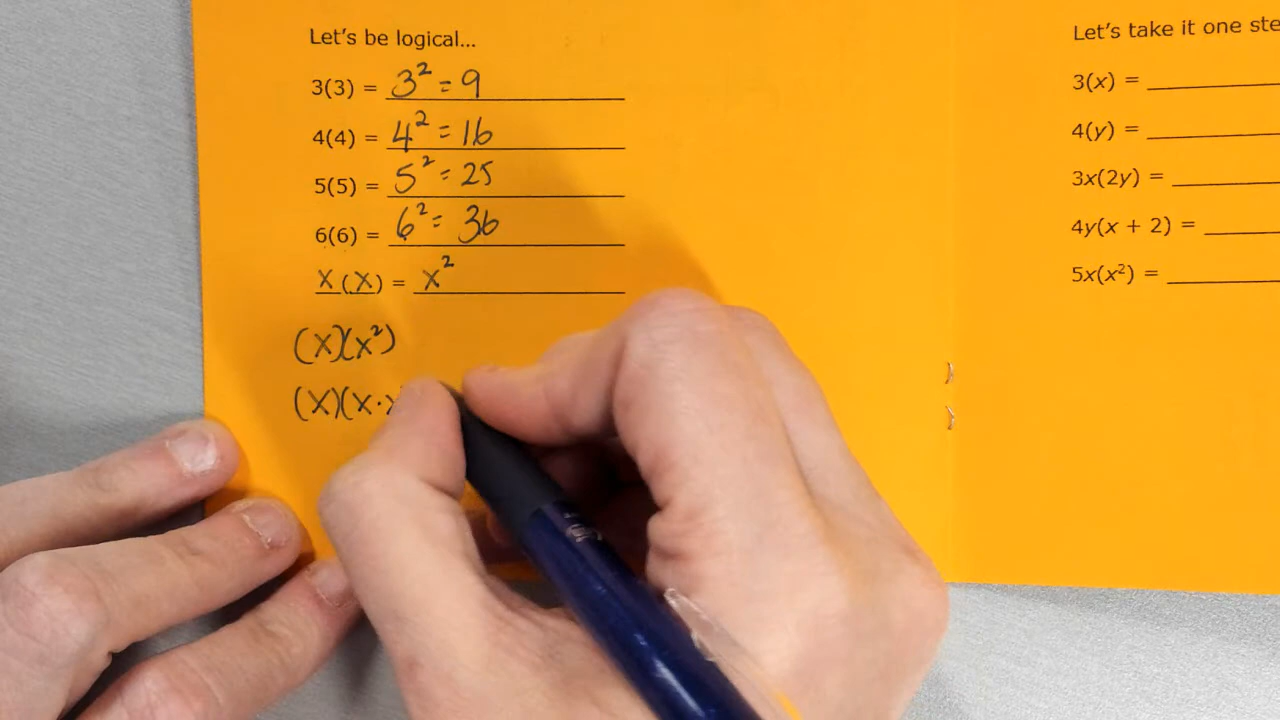 Let's be logical...
3(3) = 3² = 9
4(4) = 4² = 16
5(5) = 5² = 25
6(6) = 6² = 36
x(x) = x²
(x)(x²)
(x)(x·x
Let's take it one ste
3(x) =
4(y) =
3x(2y) =
4y(x + 2) =
5x(x²) =